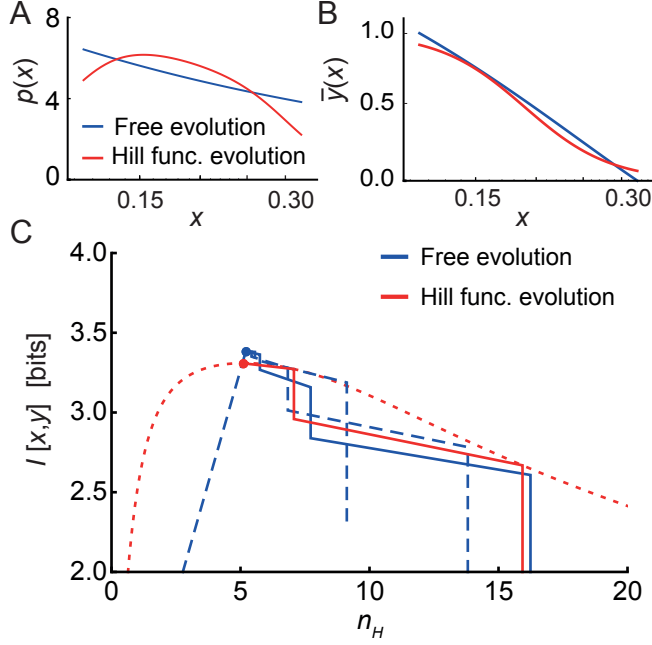 A
8
4
0
p(x)
Free evolution
Hill func. evolution
0.15
0.30
x
B
1.0
0.5
0.0
ȳ(x)
0.15
0.30
x
C
4.0
3.5
3.0
2.5
2.0
I [x,y] [bits]
Free evolution
Hill func. evolution
0
5
10
15
20
n_H